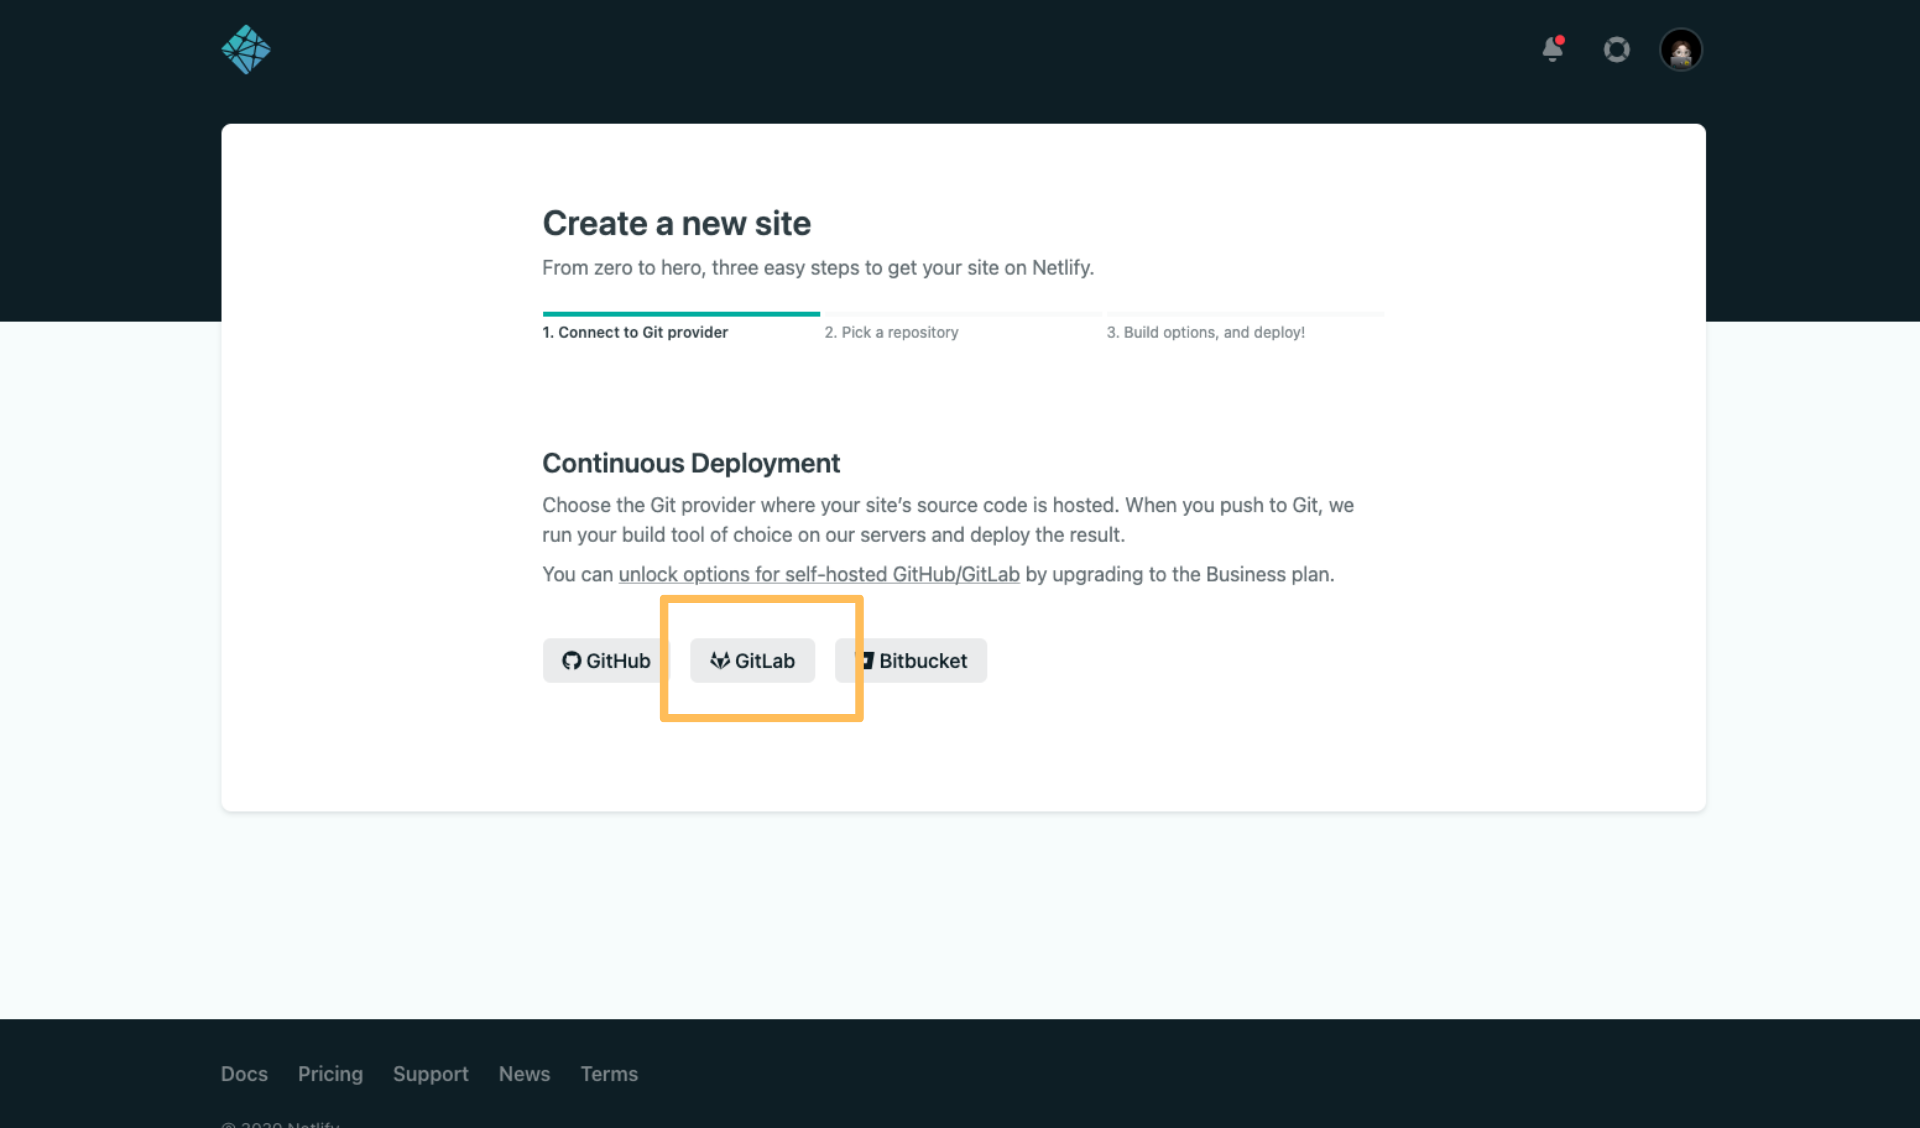 Create a new site
From zero to hero, three easy steps to get your site on Netlify.
1. Connect to Git provider
2. Pick a repository
3. Build options, and deploy!
Continuous Deployment
Choose the Git provider where your site’s source code is hosted. When you push to Git, we
run your build tool of choice on our servers and deploy the result.
You can unlock options for self-hosted GitHub/GitLab by upgrading to the Business plan.
GitHub
GitLab
Bitbucket
Docs
Pricing
Support
News
Terms
© 2020 Netlify